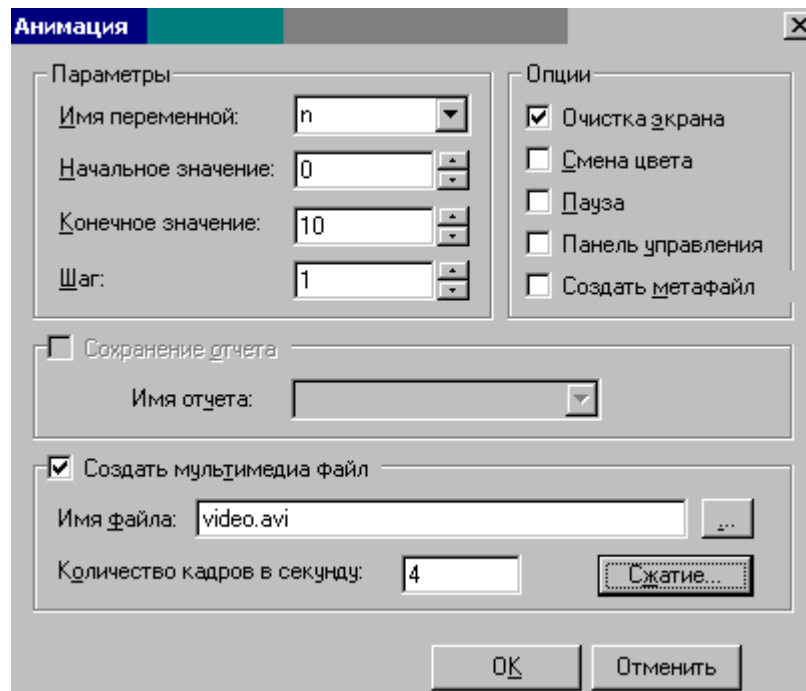 Анимация
Параметры
Имя переменной: n
Начальное значение: 0
Конечное значение: 10
Шаг: 1
Опции
Очистка экрана
Смена цвета
Пауза
Панель управления
Создать метафайл
Сохранение отчета
Имя отчета:
Создать мультимедиа файл
Имя файла: video.avi ...
Количество кадров в секунду: 4 Сжатие...
OK Отменить